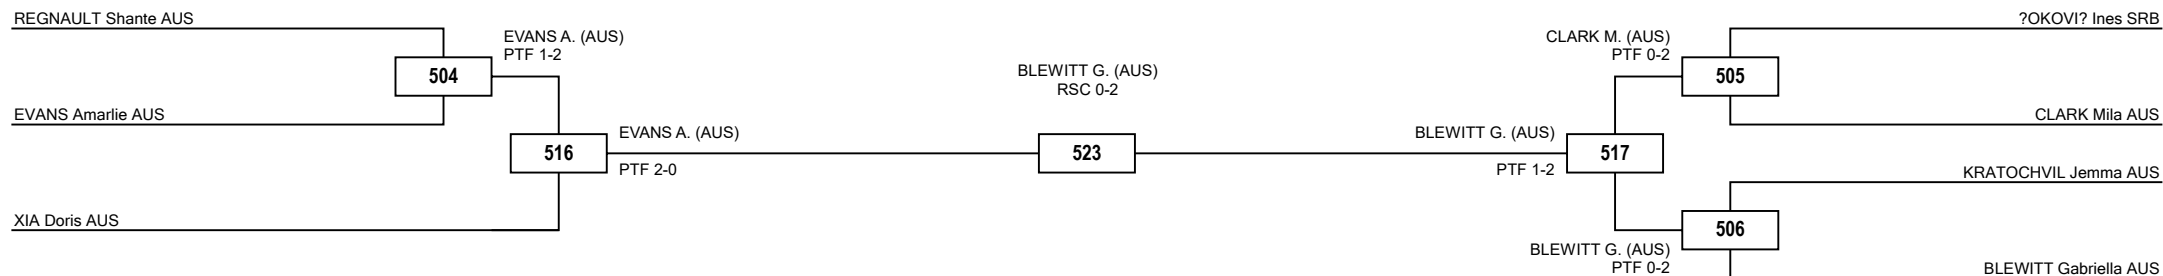 REGNAULT Shante AUS
?OKOVI? Ines SRB
EVANS A. (AUS)
PTF 1-2
CLARK M. (AUS)
PTF 0-2
504
BLEWITT G. (AUS)
RSC 0-2
505
EVANS Amarlie AUS
CLARK Mila AUS
EVANS A. (AUS)
BLEWITT G. (AUS)
516
523
517
PTF 2-0
PTF 1-2
KRATOCHVIL Jemma AUS
XIA Doris AUS
506
BLEWITT G. (AUS)
PTF 0-2
BLEWITT Gabriella AUS